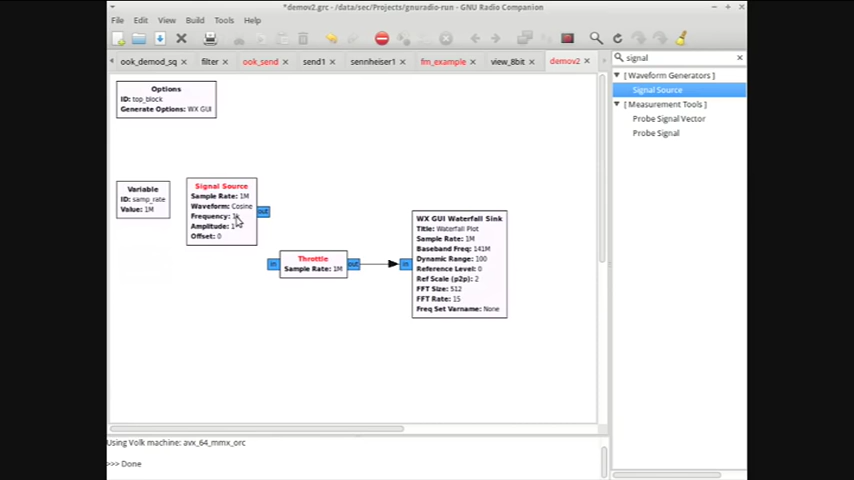 *demov2.grc - /data/sec/Projects/gnuradio-run - GNU Radio Companion
File Edit View Build Tools Help
ook_demod_sq filter ook_send send1 sennheiser1 fm_example view_8bit demov2
Options
ID: top_block
Generate Options: WX GUI
Variable
ID: samp_rate
Value: 1M
Signal Source
Sample Rate: 1M
Waveform: Cosine
Frequency: 1k
Amplitude: 1
Offset: 0
in
Throttle
Sample Rate: 1M
out
out
in
WX GUI Waterfall Sink
Title: Waterfall Plot
Sample Rate: 1M
Baseband Freq: 141M
Dynamic Range: 100
Reference Level: 0
Ref Scale (p2p): 2
FFT Size: 512
FFT Rate: 15
Freq Set Varname: None
signal
[ Waveform Generators ]
Signal Source
[ Measurement Tools ]
Probe Signal Vector
Probe Signal
Using Volk machine: avx_64_mmx_orc
>>> Done